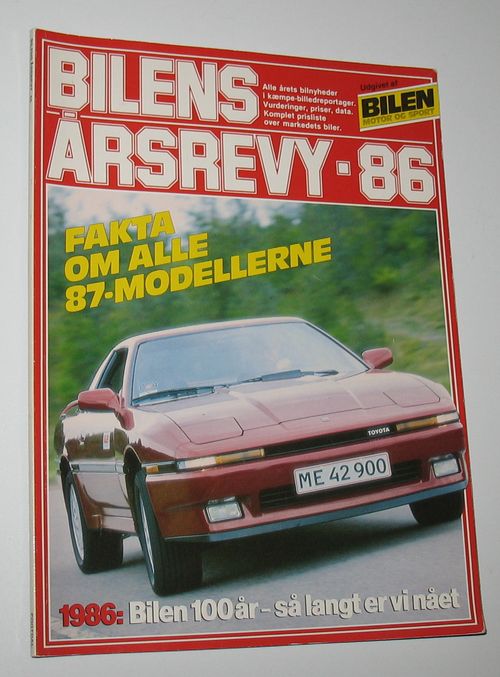 BILENS
Alle årets bilnyheder
i kæmpe-billedreportager.
Vurderinger, priser, data.
Komplet prisliste
over markedets biler.
Udgivet af
BILEN
MOTOR OG SPORT
ÅRSREVY·86
FAKTA
OM ALLE
87-MODELLERNE
TOYOTA
ME 42 900
1986: Bilen 100 år - så langt er vi nået